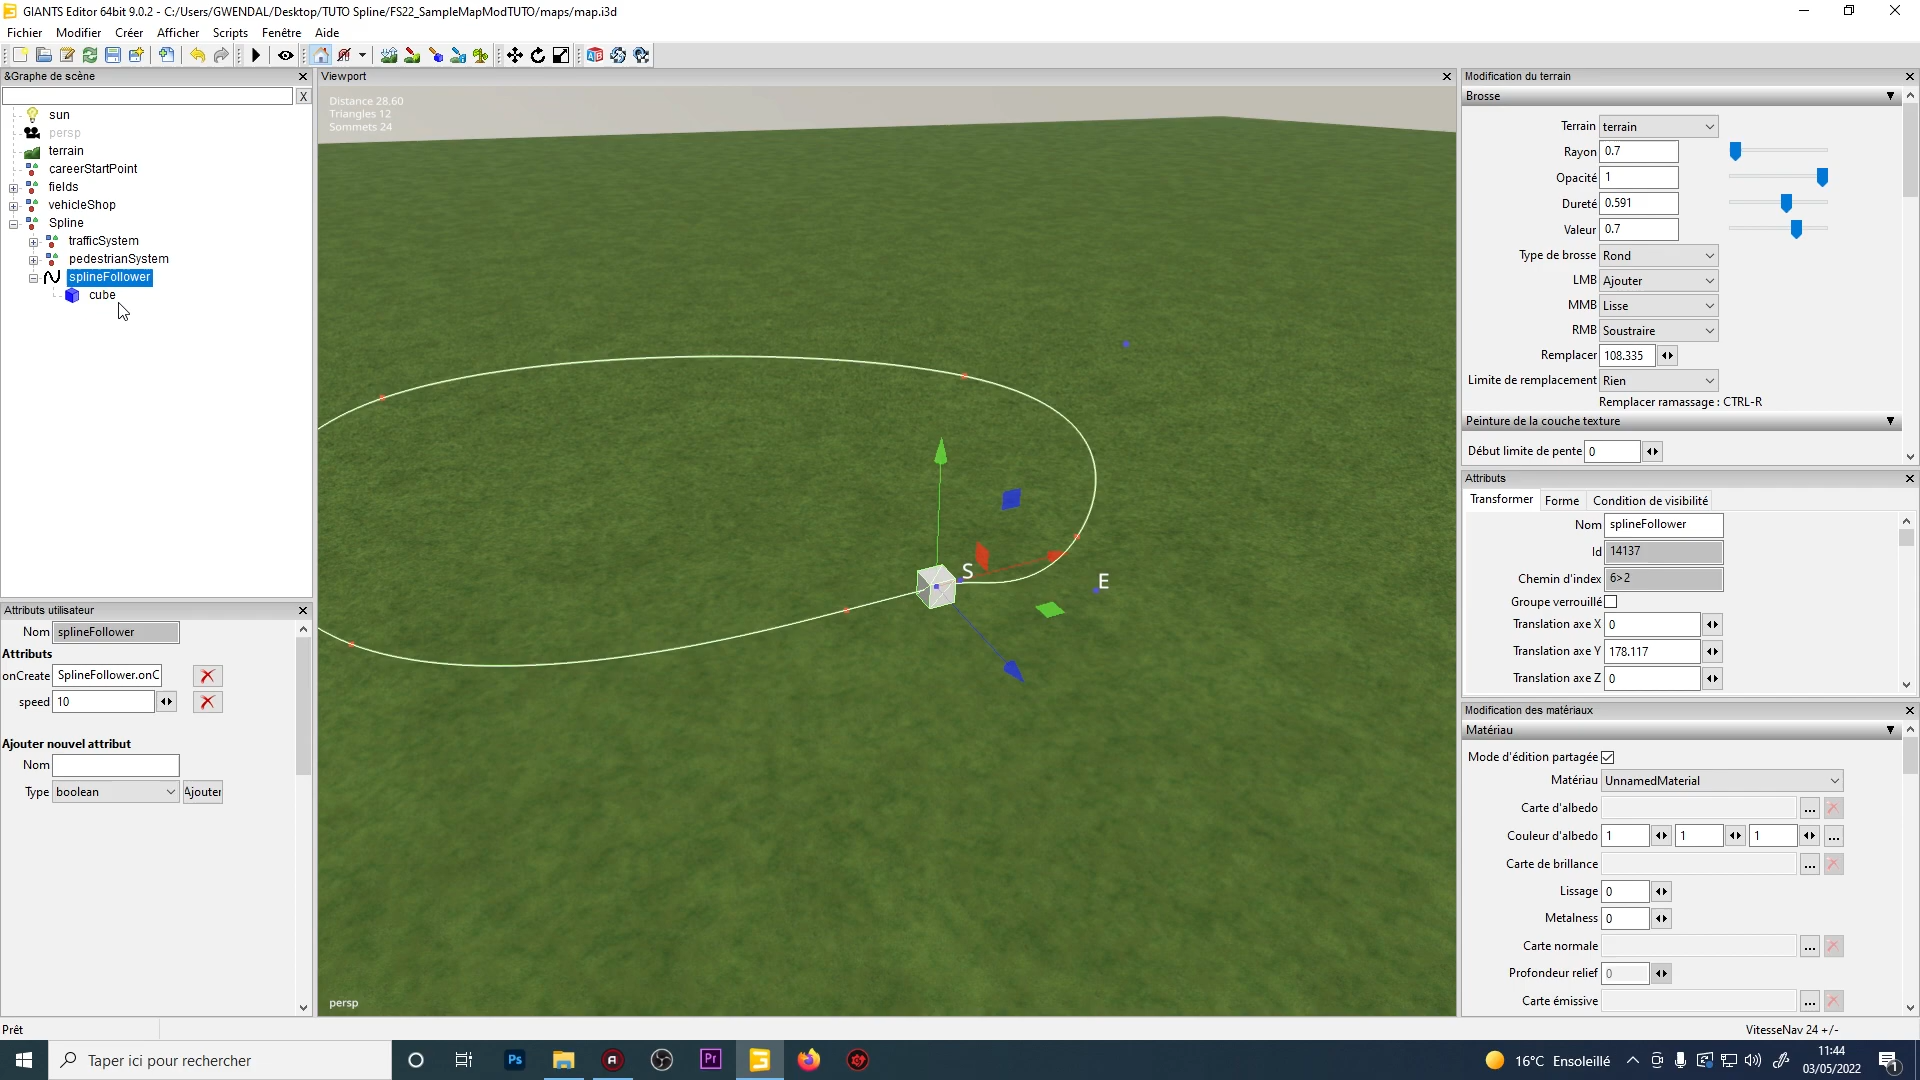 GIANTS Editor 64bit 9.0.2 - C:/Users/GWENDAL/Desktop/TUTO Spline/FS22_SampleMapModTUTO/maps/map.i3d
Fichier Modifier Créer Afficher Scripts Fenêtre Aide
&Graphe de scène
X
sun
persp
terrain
careerStartPoint
fields
vehicleShop
Spline
trafficSystem
pedestrianSystem
splineFollower
cube
Attributs utilisateur
Nom splineFollower
Attributs
onCreate SplineFollower.onC
speed 10
Ajouter nouvel attribut
Nom
Type boolean Ajouter
Viewport
Distance 28.60
Triangles 12
Sommets 24
S
E
persp
Modification du terrain
Brosse
Terrain terrain
Rayon 0.7
Opacité 1
Dureté 0.591
Valeur 0.7
Type de brosse Rond
LMB Ajouter
MMB Lisse
RMB Soustraire
Remplacer 108.335
Limite de remplacement Rien
Remplacer ramassage : CTRL-R
Peinture de la couche texture
Début limite de pente 0
Attributs
Transformer Forme Condition de visibilité
Nom splineFollower
Id 14137
Chemin d'index 6>2
Groupe verrouillé
Translation axe X 0
Translation axe Y 178.117
Translation axe Z 0
Modification des matériaux
Matériau
Mode d'édition partagée
Matériau UnnamedMaterial
Carte d'albedo ...
Couleur d'albedo 1 1 1 ...
Carte de brillance ...
Lissage 0
Metalness 0
Carte normale ...
Profondeur relief 0
Carte émissive ...
Prêt
VitesseNav 24 +/-
Taper ici pour rechercher
Ps
Pr
16°C Ensoleillé
11:44
03/05/2022
1